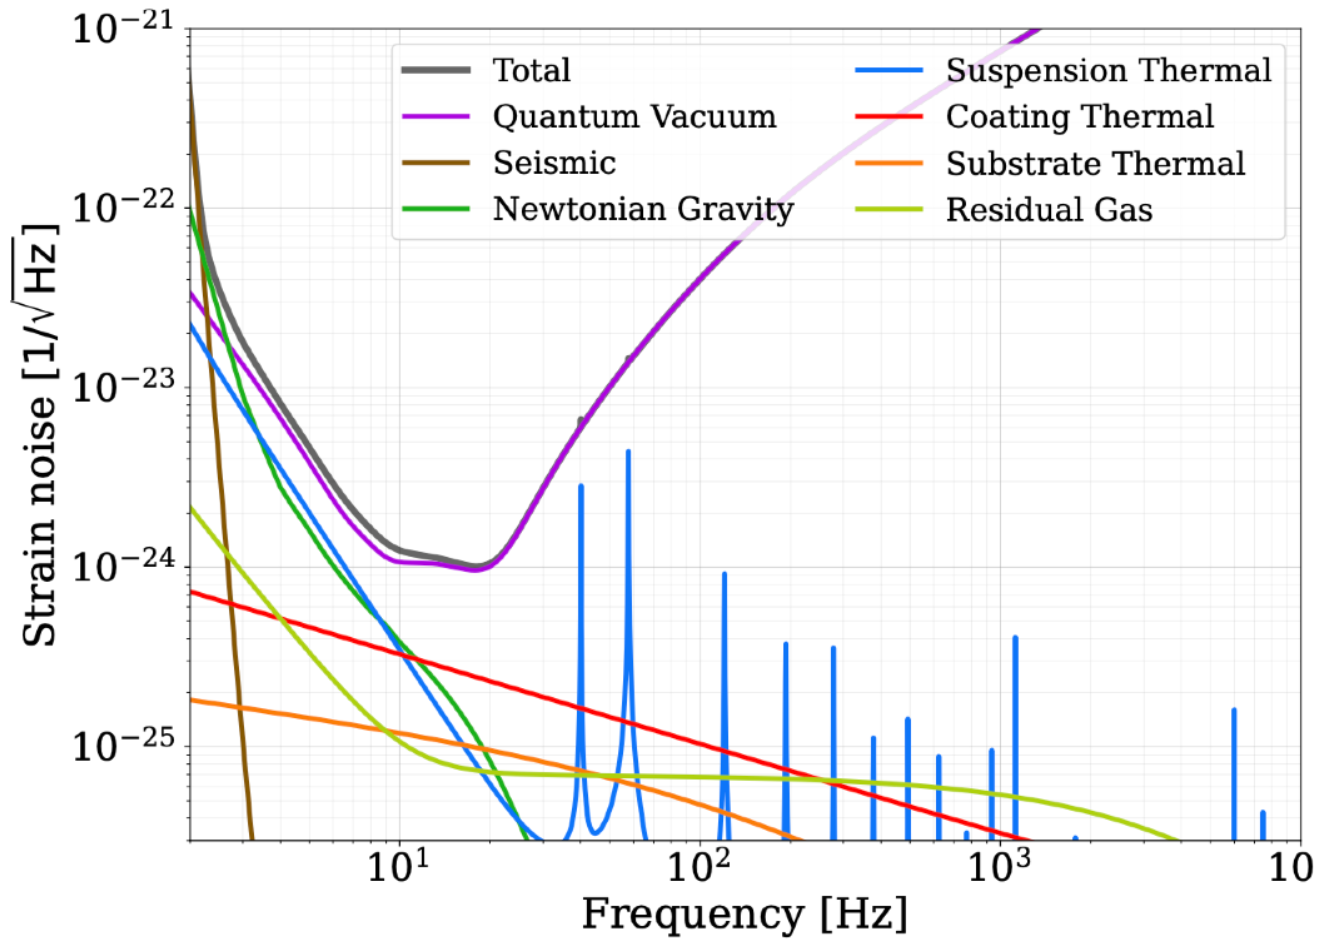 10⁻²¹
Total
Suspension Thermal
Quantum Vacuum
Coating Thermal
Seismic
Substrate Thermal
Newtonian Gravity
Residual Gas
10⁻²²
10⁻²³
10⁻²⁴
10⁻²⁵
Strain noise [1/√Hz]
10¹
10²
10³
10
Frequency [Hz]